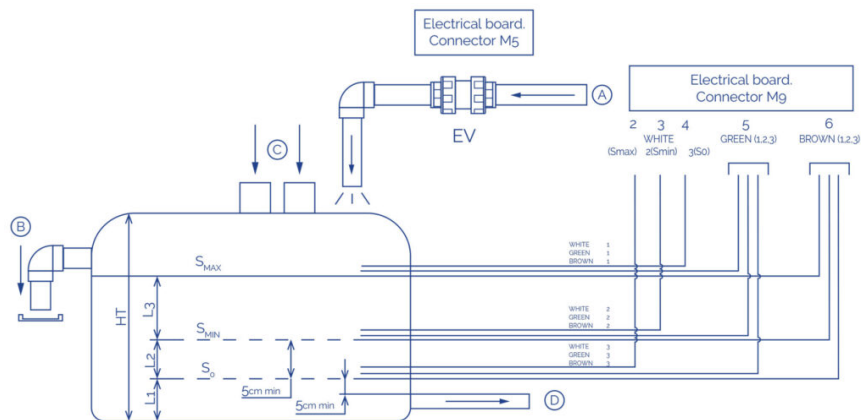 Electrical board.
Connector M5
A
EV
Electrical board.
Connector M9
2 3 4 5 6
WHITE GREEN (1,2,3) BROWN (1,2,3)
(Smax) 2(Smin) 3(S0)
C
B
WHITE 1
GREEN 1
BROWN 1
SMAX
HT
L3
WHITE 2
GREEN 2
BROWN 2
SMIN
L2
WHITE 3
GREEN 3
BROWN 3
S0
L1
5cm min
5cm min
D